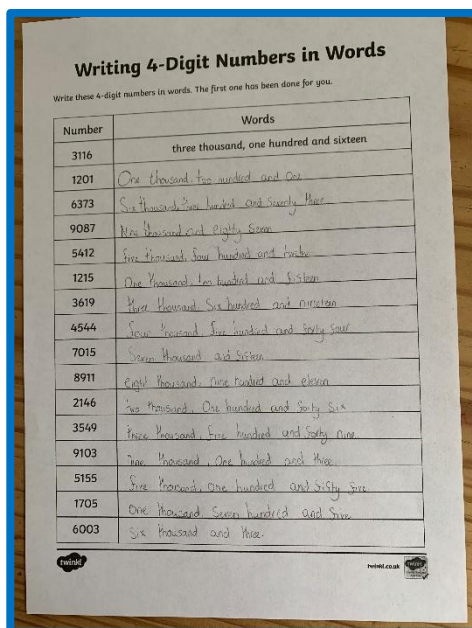 Writing 4-Digit Numbers in Words
Write these 4-digit numbers in words. The first one has been done for you.
Number Words
3116 three thousand, one hundred and sixteen
1201 One thousand, two hundred and one
6373 Six thousand, three hundred and seventy three
9087 Nine thousand and eighty seven
5412 five thousand, four hundred and
1215 One thousand, two hundred and fifteen
3619 three thousand, Six hundred and nineteen
4544 four thousand, five hundred and forty four
7015 Seven thousand and fifteen
8911 eight thousand, nine hundred and eleven
2146 two thousand, One hundred and forty Six
3549 three thousand, five hundred and forty nine
9103 nine thousand, One hundred and three
5155 five thousand, One hundred and fifty five
1705 One thousand Seven hundred and five
6003 Six thousand and three.
twinkl twinkl.co.uk